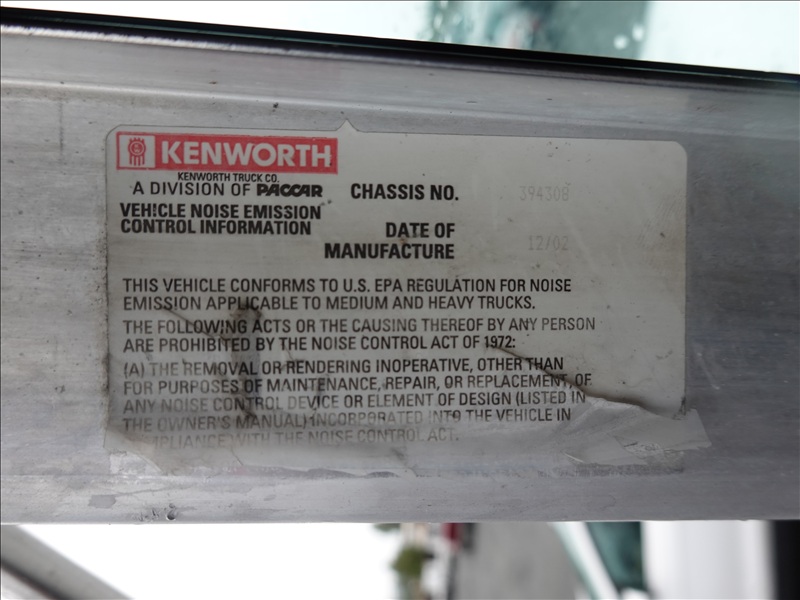 KENWORTH
KENWORTH TRUCK CO.
A DIVISION OF PACCAR
VEHICLE NOISE EMISSION
CONTROL INFORMATION
CHASSIS NO. 394308
DATE OF
MANUFACTURE 12/02
THIS VEHICLE CONFORMS TO U.S. EPA REGULATION FOR NOISE
EMISSION APPLICABLE TO MEDIUM AND HEAVY TRUCKS.
THE FOLLOWING ACTS OR THE CAUSING THEREOF BY ANY PERSON
ARE PROHIBITED BY THE NOISE CONTROL ACT OF 1972:
(A) THE REMOVAL OR RENDERING INOPERATIVE, OTHER THAN
FOR PURPOSES OF MAINTENANCE, REPAIR, OR REPLACEMENT, OF
ANY NOISE CONTROL DEVICE OR ELEMENT OF DESIGN (LISTED IN
THE OWNER'S MANUAL) INCORPORATED INTO THE VEHICLE IN
COMPLIANCE WITH THE NOISE CONTROL ACT.